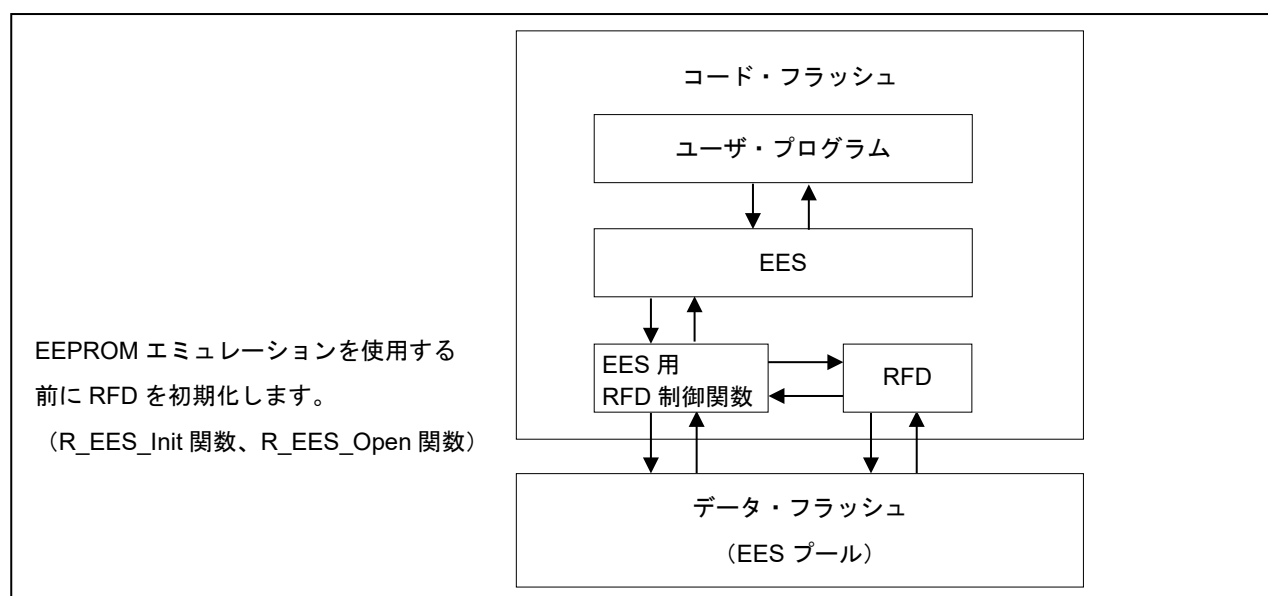 コード・フラッシュ
ユーザ・プログラム
EES
EEPROM エミュレーションを使用する
前に RFD を初期化します。
（R_EES_Init 関数、R_EES_Open 関数）
EES 用
RFD 制御関数
RFD
データ・フラッシュ
（EES プール）